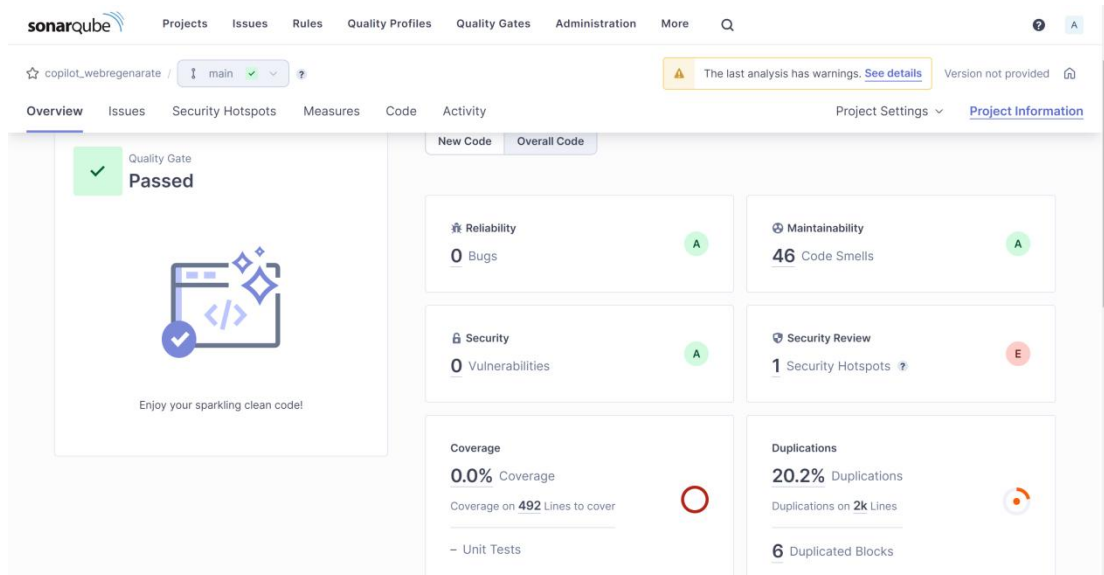 sonarqube Projects Issues Rules Quality Profiles Quality Gates Administration More ? A
copilot_webregenarate / main ? The last analysis has warnings. See details Version not provided
Overview Issues Security Hotspots Measures Code Activity Project Settings Project Information
New Code Overall Code
Quality Gate
Passed
</>
Enjoy your sparkling clean code!
Reliability
0 Bugs A
Maintainability
46 Code Smells A
Security
0 Vulnerabilities A
Security Review
1 Security Hotspots ? E
Coverage
0.0% Coverage
Coverage on 492 Lines to cover
– Unit Tests
Duplications
20.2% Duplications
Duplications on 2k Lines
6 Duplicated Blocks